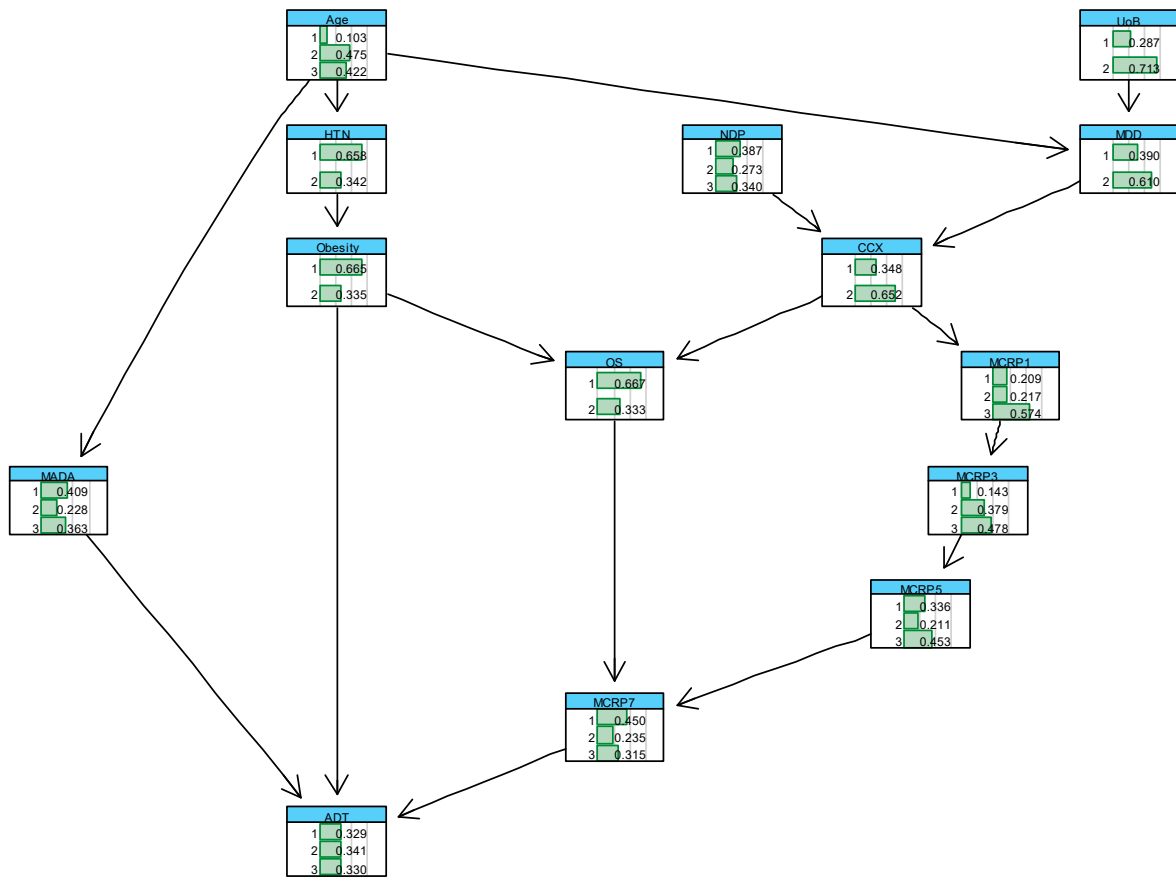 Age
1 0.103
2 0.475
3 0.422
UoB
1 0.287
2 0.713
HTN
1 0.658
2 0.342
NDP
1 0.387
2 0.273
3 0.340
MDD
1 0.390
2 0.610
Obesity
1 0.665
2 0.335
CCX
1 0.348
2 0.652
OS
1 0.667
2 0.333
MCRP1
1 0.209
2 0.217
3 0.574
MADA
1 0.409
2 0.228
3 0.363
MCRP3
1 0.143
2 0.379
3 0.478
MCRP5
1 0.336
2 0.211
3 0.453
MCRP7
1 0.450
2 0.235
3 0.315
ADT
1 0.329
2 0.341
3 0.330